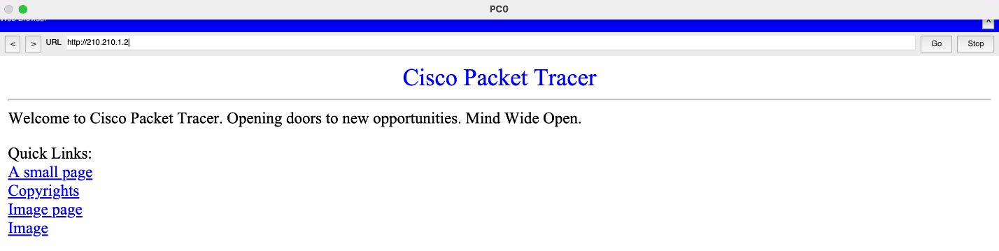 PC0
Web Browser
X
< > URL http://210.210.1.2 Go Stop
Cisco Packet Tracer
Welcome to Cisco Packet Tracer. Opening doors to new opportunities. Mind Wide Open.
Quick Links:
A small page
Copyrights
Image page
Image